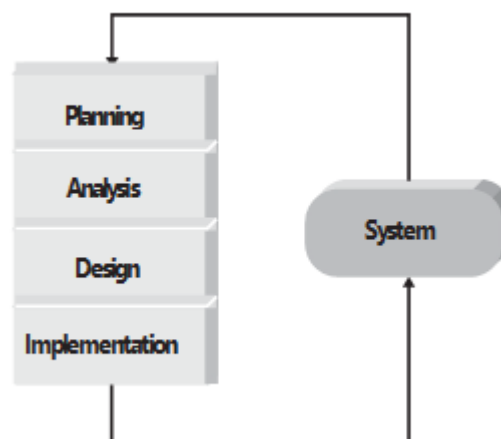 Planning
Analysis
Design
Implementation
System